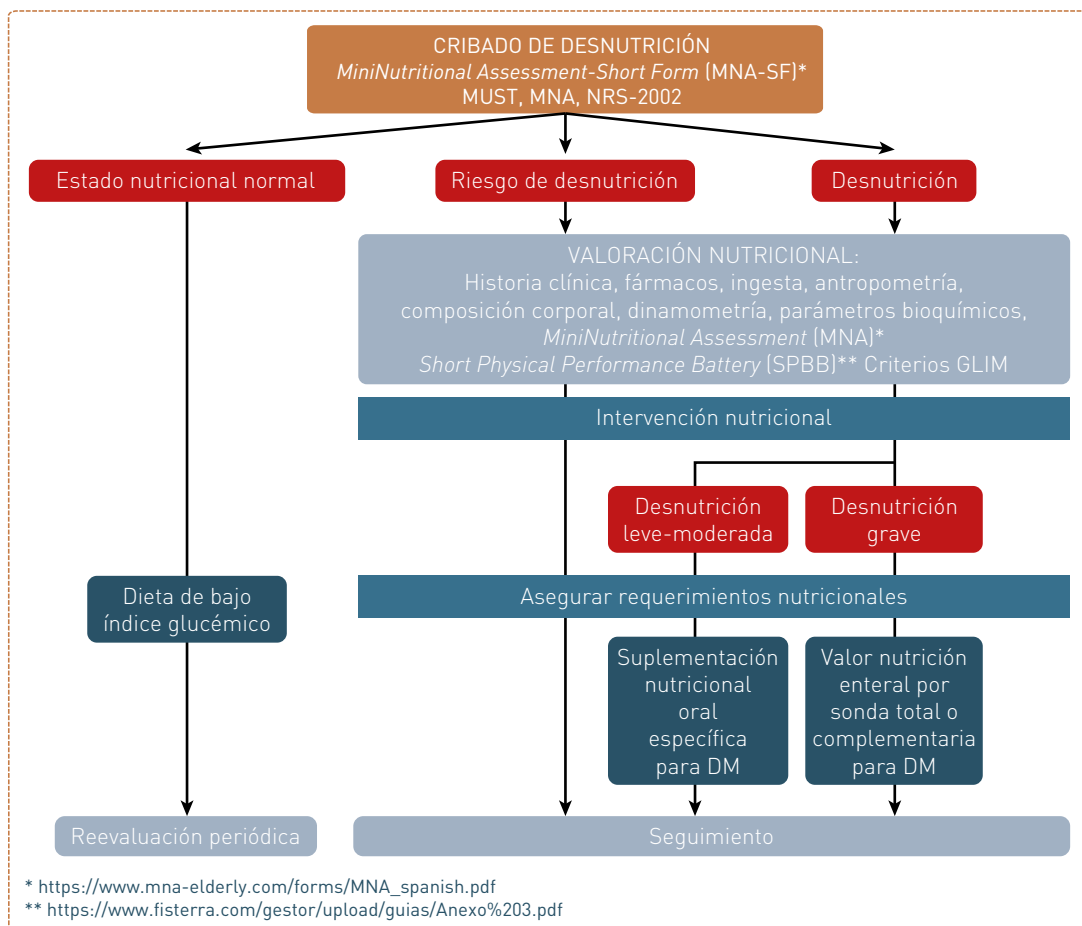 CRIBADO DE DESNUTRICIÓN
MiniNutritional Assessment-Short Form (MNA-SF)*
MUST, MNA, NRS-2002
Estado nutricional normal
Riesgo de desnutrición
Desnutrición
VALORACIÓN NUTRICIONAL:
Historia clínica, fármacos, ingesta, antropometría,
composición corporal, dinamometría, parámetros bioquímicos,
MiniNutritional Assessment (MNA)*
Short Physical Performance Battery (SPBB)** Criterios GLIM
Intervención nutricional
Desnutrición
leve-moderada
Desnutrición
grave
Dieta de bajo
índice glucémico
Asegurar requerimientos nutricionales
Suplementación
nutricional
oral
específica
para DM
Valor nutrición
enteral por
sonda total o
complementaria
para DM
Reevaluación periódica
Seguimiento
* https://www.mna-elderly.com/forms/MNA_spanish.pdf
** https://www.fisterra.com/gestor/upload/guias/Anexo%203.pdf